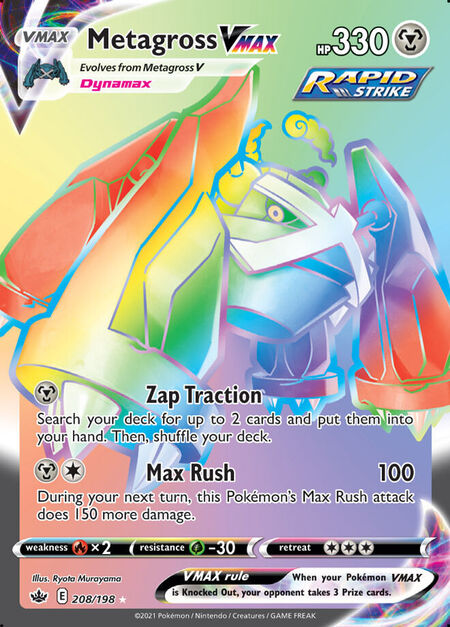 VMAX
Metagross VMAX
HP 330
Evolves from Metagross V
Dynamax
RAPID STRIKE
Zap Traction
Search your deck for up to 2 cards and put them into
your hand. Then, shuffle your deck.
Max Rush 100
During your next turn, this Pokémon's Max Rush attack
does 150 more damage.
weakness ×2 resistance -30 retreat
Illus. Ryota Murayama
E 208/198
VMAX rule
When your Pokémon VMAX
is Knocked Out, your opponent takes 3 Prize cards.
©2021 Pokémon / Nintendo / Creatures / GAME FREAK